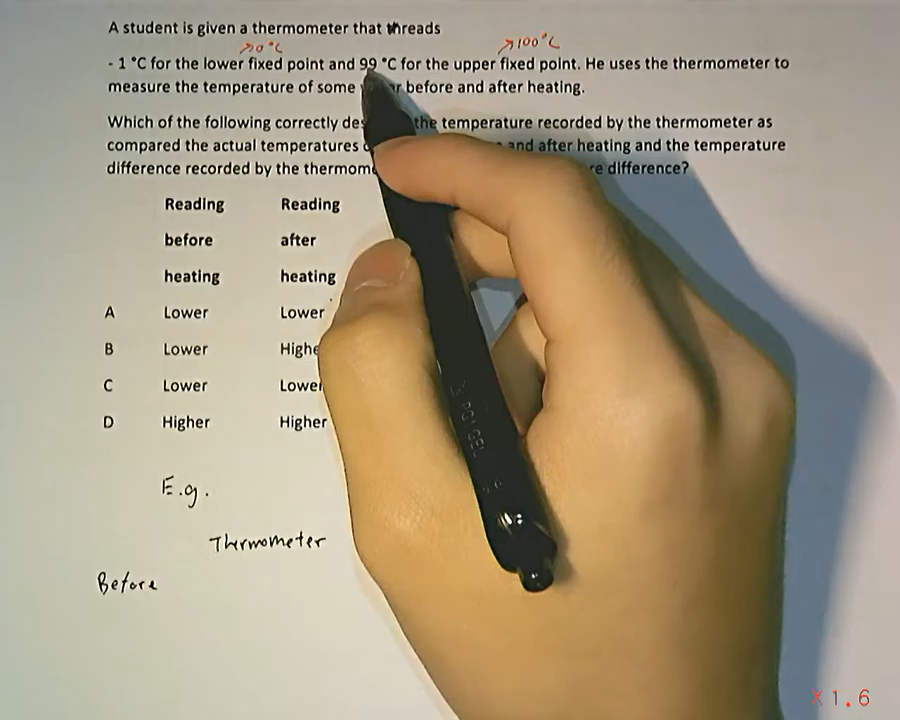 A student is given a thermometer that reads
>0°C >100°C
- 1 °C for the lower fixed point and 99 °C for the upper fixed point. He uses the thermometer to
measure the temperature of some before and after heating.
Which of the following correctly the temperature recorded by the thermometer as
compared the actual temperatures and after heating and the temperature
difference recorded by the difference?
Reading Reading
before after
heating heating
A Lower Lower
B Lower
C Lower
D Higher Higher
E.g.
Thermometer
Before
PG1 GEL
X1.6